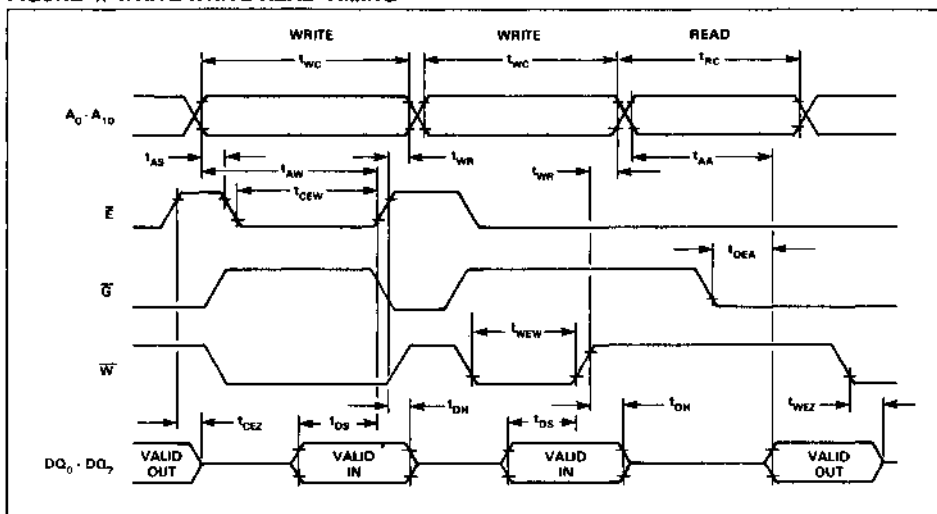 WRITE WRITE READ
tWC tWC tRC
A0 - A10
tAS tWR tAW tWR tAA
tCEW
E
tOEA
G
tWEW
W
tCEZ tDS tDH tDS tDH tWEZ
DQ0 - DQ7 VALID OUT VALID IN VALID IN VALID OUT